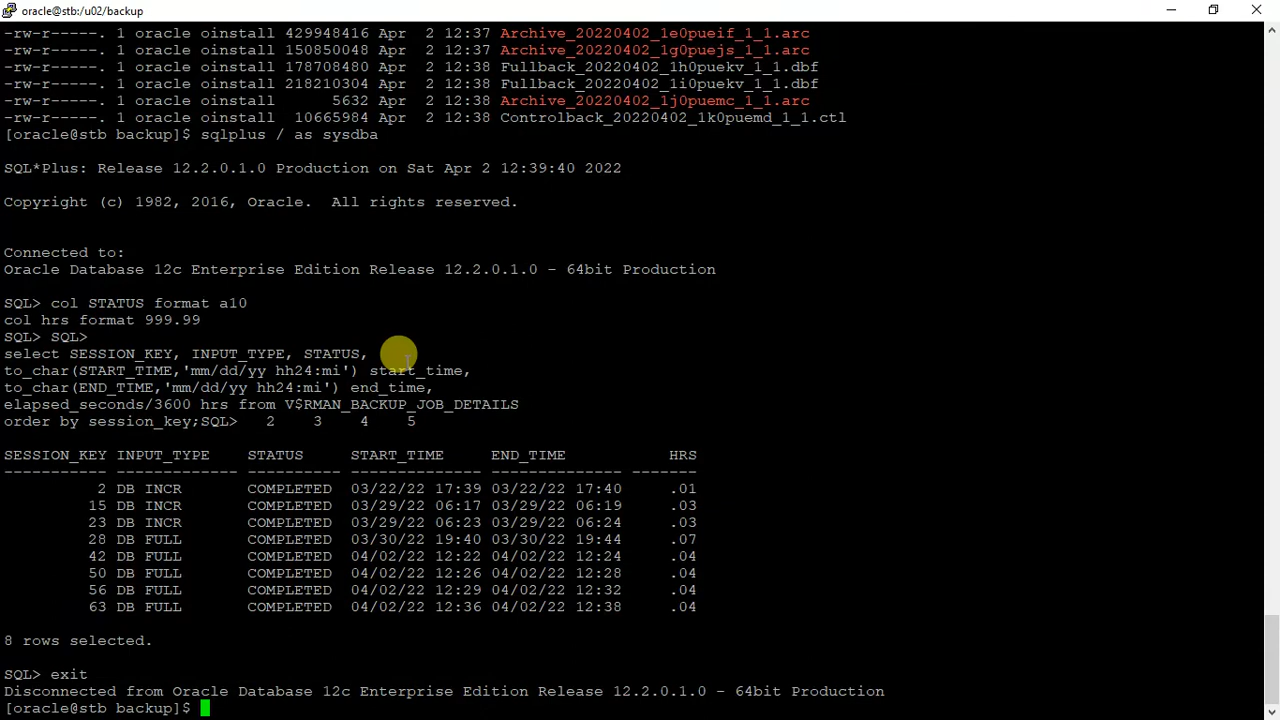 oracle@stb:/u02/backup
-rw-r-----. 1 oracle oinstall 429948416 Apr  2 12:37 Archive_20220402_1e0pueif_1_1.arc
-rw-r-----. 1 oracle oinstall 150850048 Apr  2 12:37 Archive_20220402_1g0puejs_1_1.arc
-rw-r-----. 1 oracle oinstall 178708480 Apr  2 12:38 Fullback_20220402_1h0puekv_1_1.dbf
-rw-r-----. 1 oracle oinstall 218210304 Apr  2 12:38 Fullback_20220402_1i0puekv_1_1.dbf
-rw-r-----. 1 oracle oinstall      5632 Apr  2 12:38 Archive_20220402_1j0puemc_1_1.arc
-rw-r-----. 1 oracle oinstall  10665984 Apr  2 12:38 Controlback_20220402_1k0puemd_1_1.ctl
[oracle@stb backup]$ sqlplus / as sysdba
SQL*Plus: Release 12.2.0.1.0 Production on Sat Apr 2 12:39:40 2022
Copyright (c) 1982, 2016, Oracle.  All rights reserved.
Connected to:
Oracle Database 12c Enterprise Edition Release 12.2.0.1.0 - 64bit Production
SQL> col STATUS format a10
col hrs format 999.99
SQL> SQL>
select SESSION_KEY, INPUT_TYPE, STATUS,
to_char(START_TIME,'mm/dd/yy hh24:mi') start_time,
to_char(END_TIME,'mm/dd/yy hh24:mi') end_time,
elapsed_seconds/3600 hrs from V$RMAN_BACKUP_JOB_DETAILS
order by session_key;SQL>   2    3    4    5
SESSION_KEY INPUT_TYPE    STATUS     START_TIME     END_TIME           HRS
----------- ------------- ---------- -------------- -------------- -------
2 DB INCR       COMPLETED  03/22/22 17:39 03/22/22 17:40     .01
15 DB INCR       COMPLETED  03/29/22 06:17 03/29/22 06:19     .03
23 DB INCR       COMPLETED  03/29/22 06:23 03/29/22 06:24     .03
28 DB FULL       COMPLETED  03/30/22 19:40 03/30/22 19:44     .07
42 DB FULL       COMPLETED  04/02/22 12:22 04/02/22 12:24     .04
50 DB FULL       COMPLETED  04/02/22 12:26 04/02/22 12:28     .04
56 DB FULL       COMPLETED  04/02/22 12:29 04/02/22 12:32     .04
63 DB FULL       COMPLETED  04/02/22 12:36 04/02/22 12:38     .04
8 rows selected.
SQL> exit
Disconnected from Oracle Database 12c Enterprise Edition Release 12.2.0.1.0 - 64bit Production
[oracle@stb backup]$